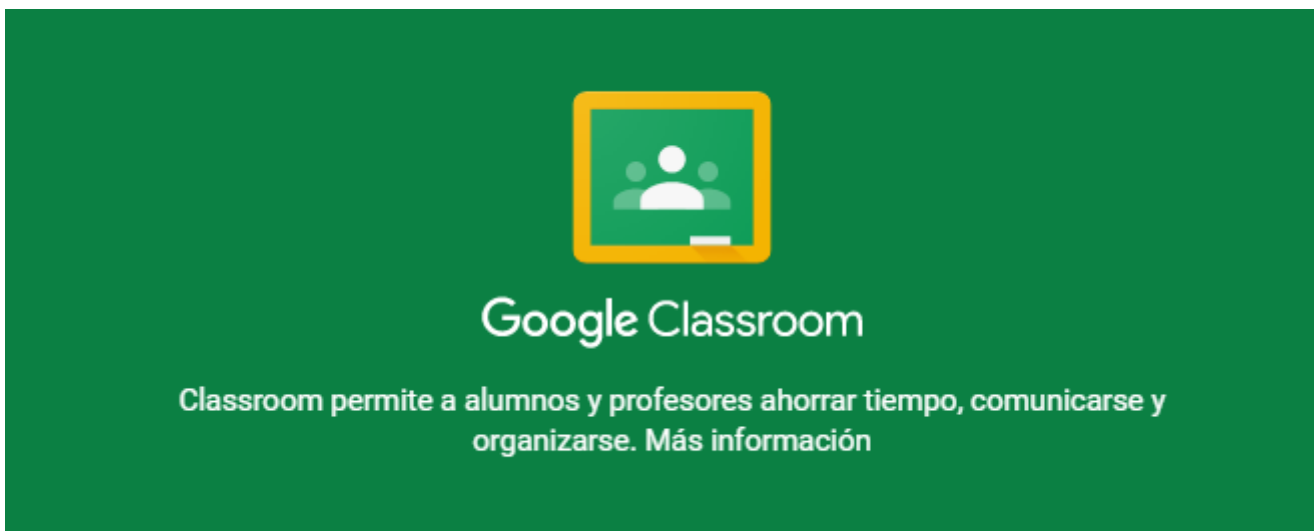 Google Classroom
Classroom permite a alumnos y profesores ahorrar tiempo, comunicarse y
organizarse. Más información